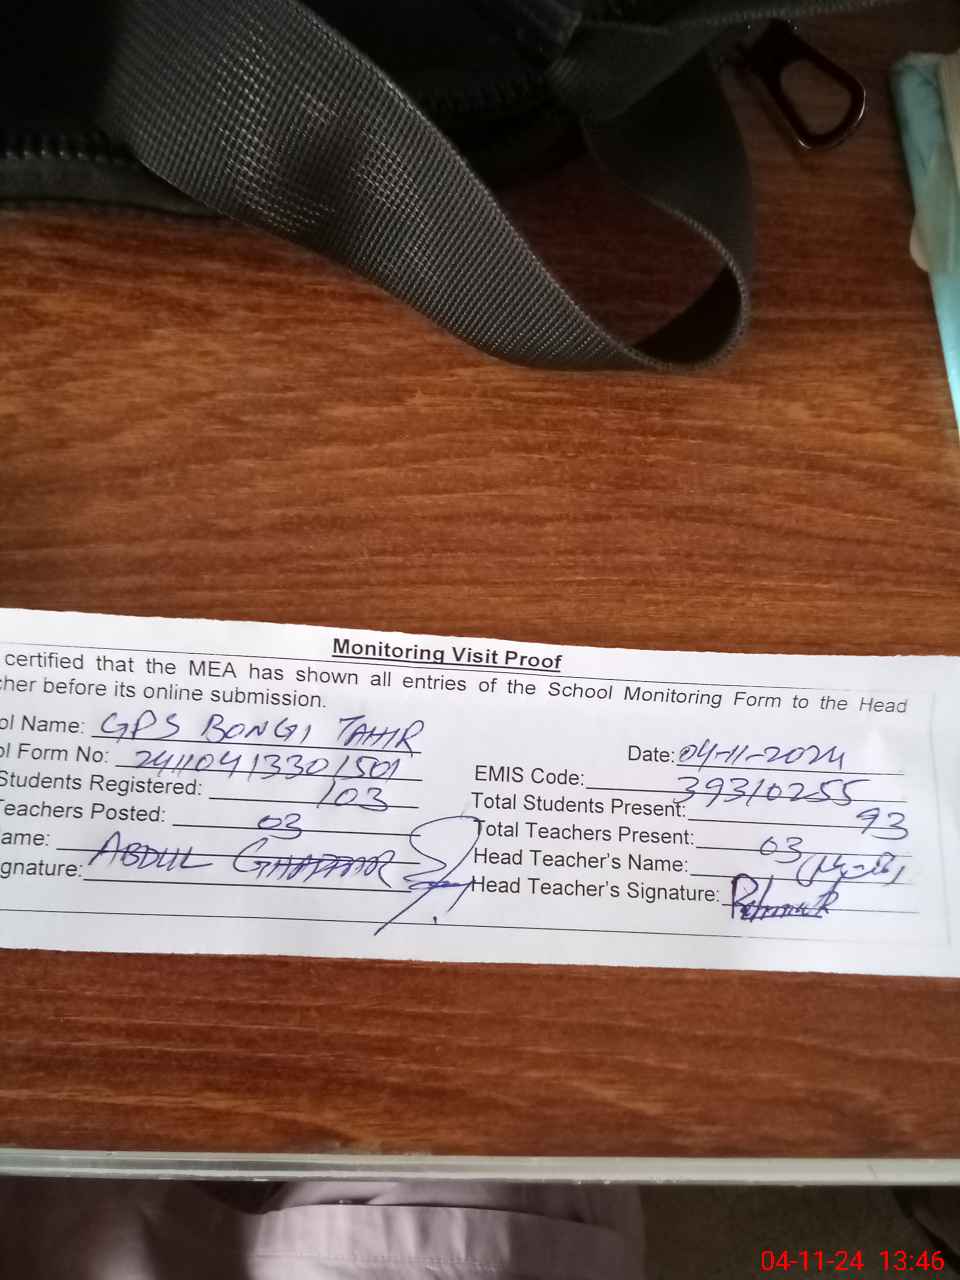 Monitoring Visit Proof
certified that the MEA has shown all entries of the School Monitoring Form to the Head
cher before its online submission.
ol Name: GPS BONGI TAHIR
Date: 04-11-2024
ol Form No: 24110413301501
EMIS Code: 39310255
Students Registered: 103
Total Students Present: 93
Teachers Posted: 03
Total Teachers Present: 03
ame: ABDUL GHAFFAR
Head Teacher's Name:
gnature:
Head Teacher's Signature:
04-11-24 13:46